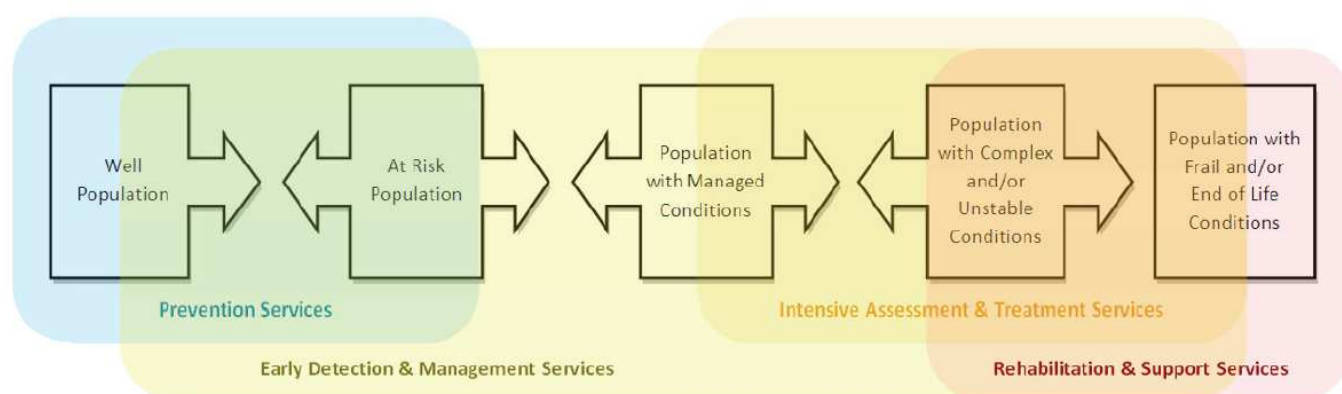 Well
Population
At Risk
Population
Population
with Managed
Conditions
Population
with Complex
and/or
Unstable
Conditions
Population with
Frail and/or
End of Life
Conditions
Prevention Services
Intensive Assessment & Treatment Services
Early Detection & Management Services
Rehabilitation & Support Services